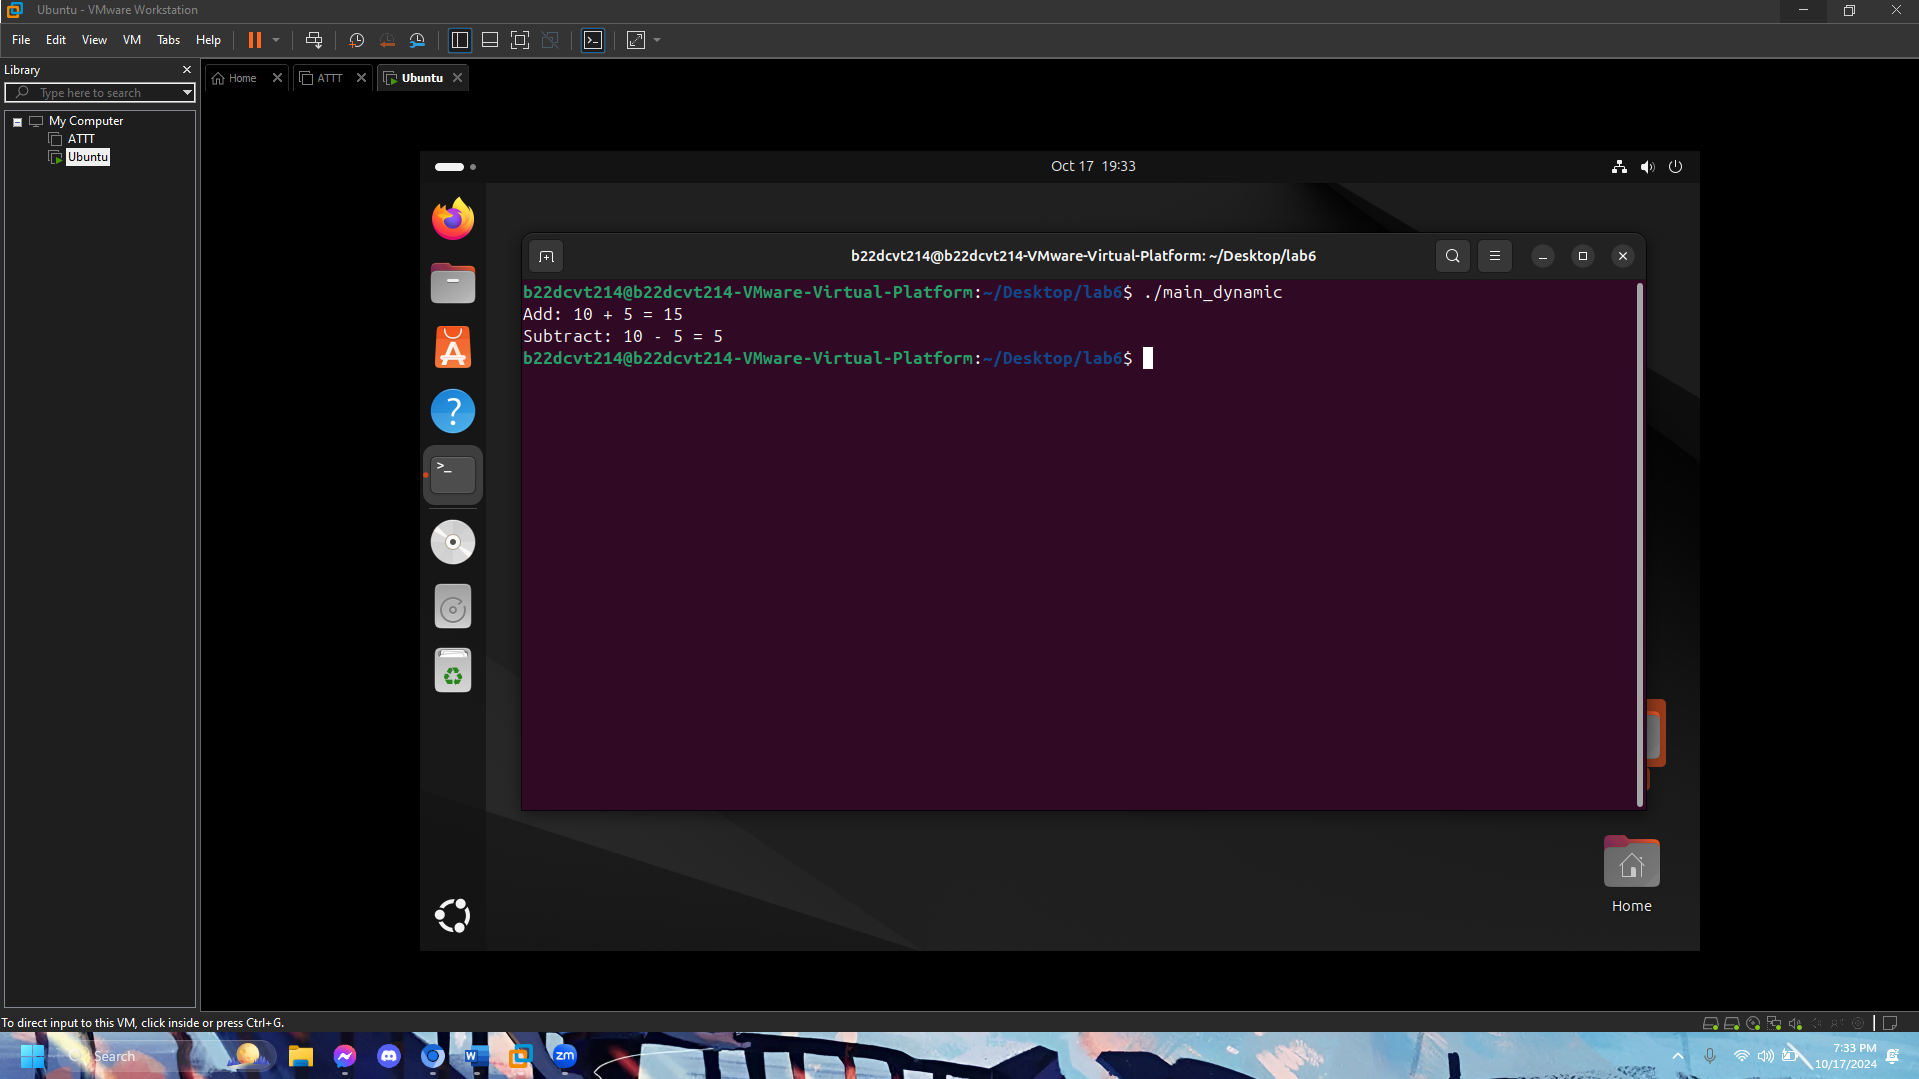 Ubuntu - VMware Workstation
File Edit View VM Tabs Help
Library
Type here to search
My Computer
ATTT
Ubuntu
Home ATTT Ubuntu
Oct 17 19:33
b22dcvt214@b22dcvt214-VMware-Virtual-Platform: ~/Desktop/lab6
b22dcvt214@b22dcvt214-VMware-Virtual-Platform:~/Desktop/lab6$ ./main_dynamic
Add: 10 + 5 = 15
Subtract: 10 - 5 = 5
b22dcvt214@b22dcvt214-VMware-Virtual-Platform:~/Desktop/lab6$
Home
To direct input to this VM, click inside or press Ctrl+G.
Search
W
zm
7:33 PM
10/17/2024